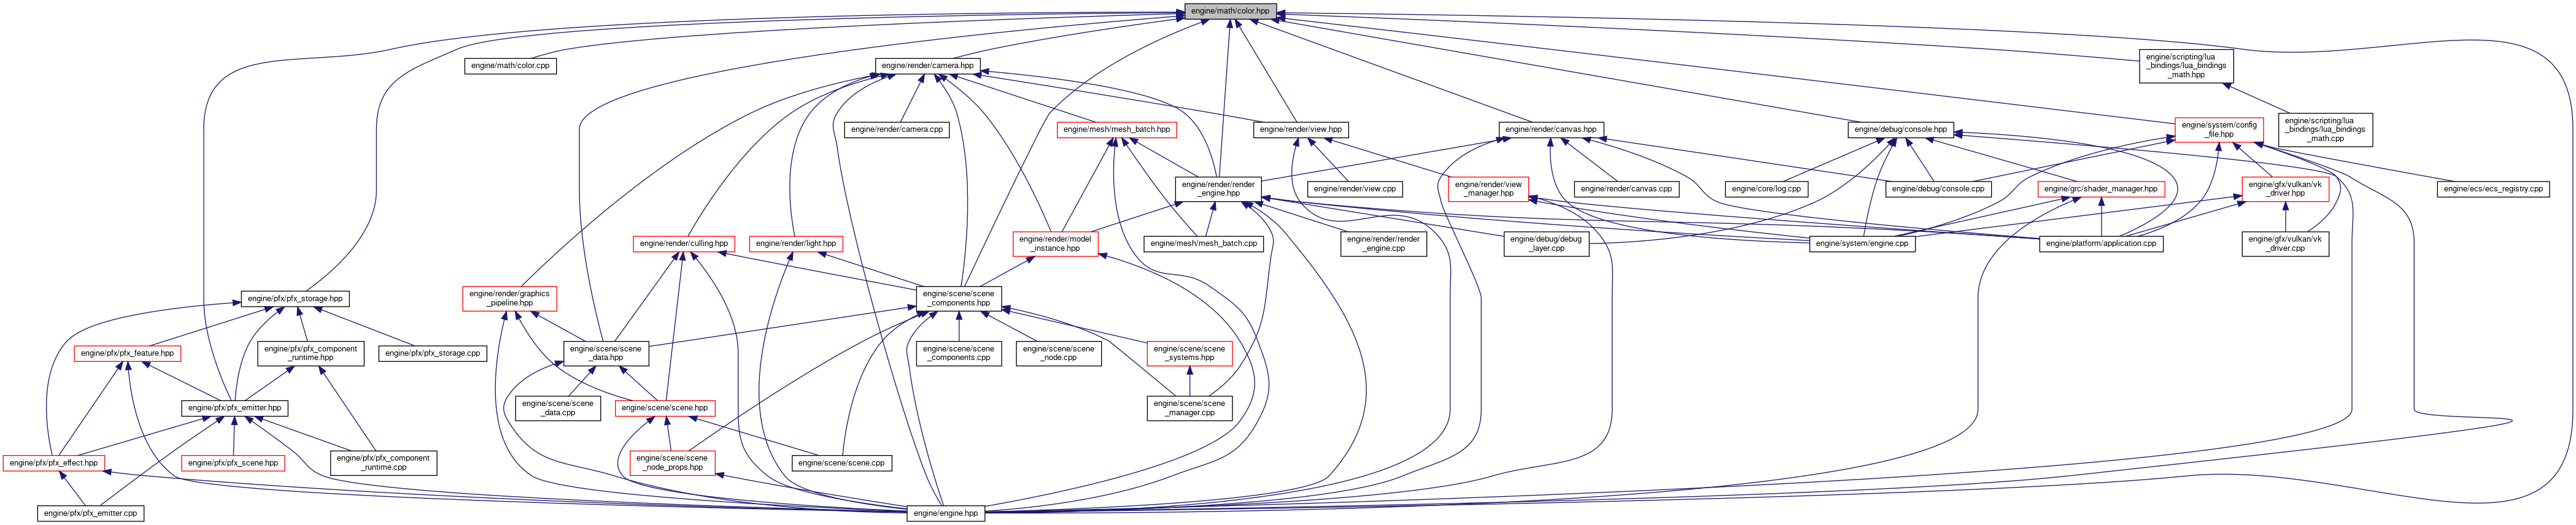 engine/math/color.hpp
engine/math/color.cpp
engine/render/camera.hpp
engine/scripting/lua
_bindings/lua_bindings
_math.hpp
engine/render/camera.cpp
engine/mesh/mesh_batch.hpp
engine/render/view.hpp
engine/render/canvas.hpp
engine/debug/console.hpp
engine/system/config
_file.hpp
engine/scripting/lua
_bindings/lua_bindings
_math.cpp
engine/render/render
_engine.hpp
engine/render/view.cpp
engine/render/view
_manager.hpp
engine/render/canvas.cpp
engine/core/log.cpp
engine/debug/console.cpp
engine/grc/shader_manager.hpp
engine/gfx/vulkan/vk
_driver.hpp
engine/ecs/ecs_registry.cpp
engine/render/culling.hpp
engine/render/light.hpp
engine/render/model
_instance.hpp
engine/mesh/mesh_batch.cpp
engine/render/render
_engine.cpp
engine/debug/debug
_layer.cpp
engine/system/engine.cpp
engine/platform/application.cpp
engine/gfx/vulkan/vk
_driver.cpp
engine/pfx/pfx_storage.hpp
engine/render/graphics
_pipeline.hpp
engine/scene/scene
_components.hpp
engine/pfx/pfx_feature.hpp
engine/pfx/pfx_component
_runtime.hpp
engine/pfx/pfx_storage.cpp
engine/scene/scene
_data.hpp
engine/scene/scene
_components.cpp
engine/scene/scene
_node.cpp
engine/scene/scene
_systems.hpp
engine/pfx/pfx_emitter.hpp
engine/scene/scene
_data.cpp
engine/scene/scene.hpp
engine/scene/scene
_manager.cpp
engine/pfx/pfx_effect.hpp
engine/pfx/pfx_scene.hpp
engine/pfx/pfx_component
_runtime.cpp
engine/scene/scene
_node_props.hpp
engine/scene/scene.cpp
engine/pfx/pfx_emitter.cpp
engine/engine.hpp